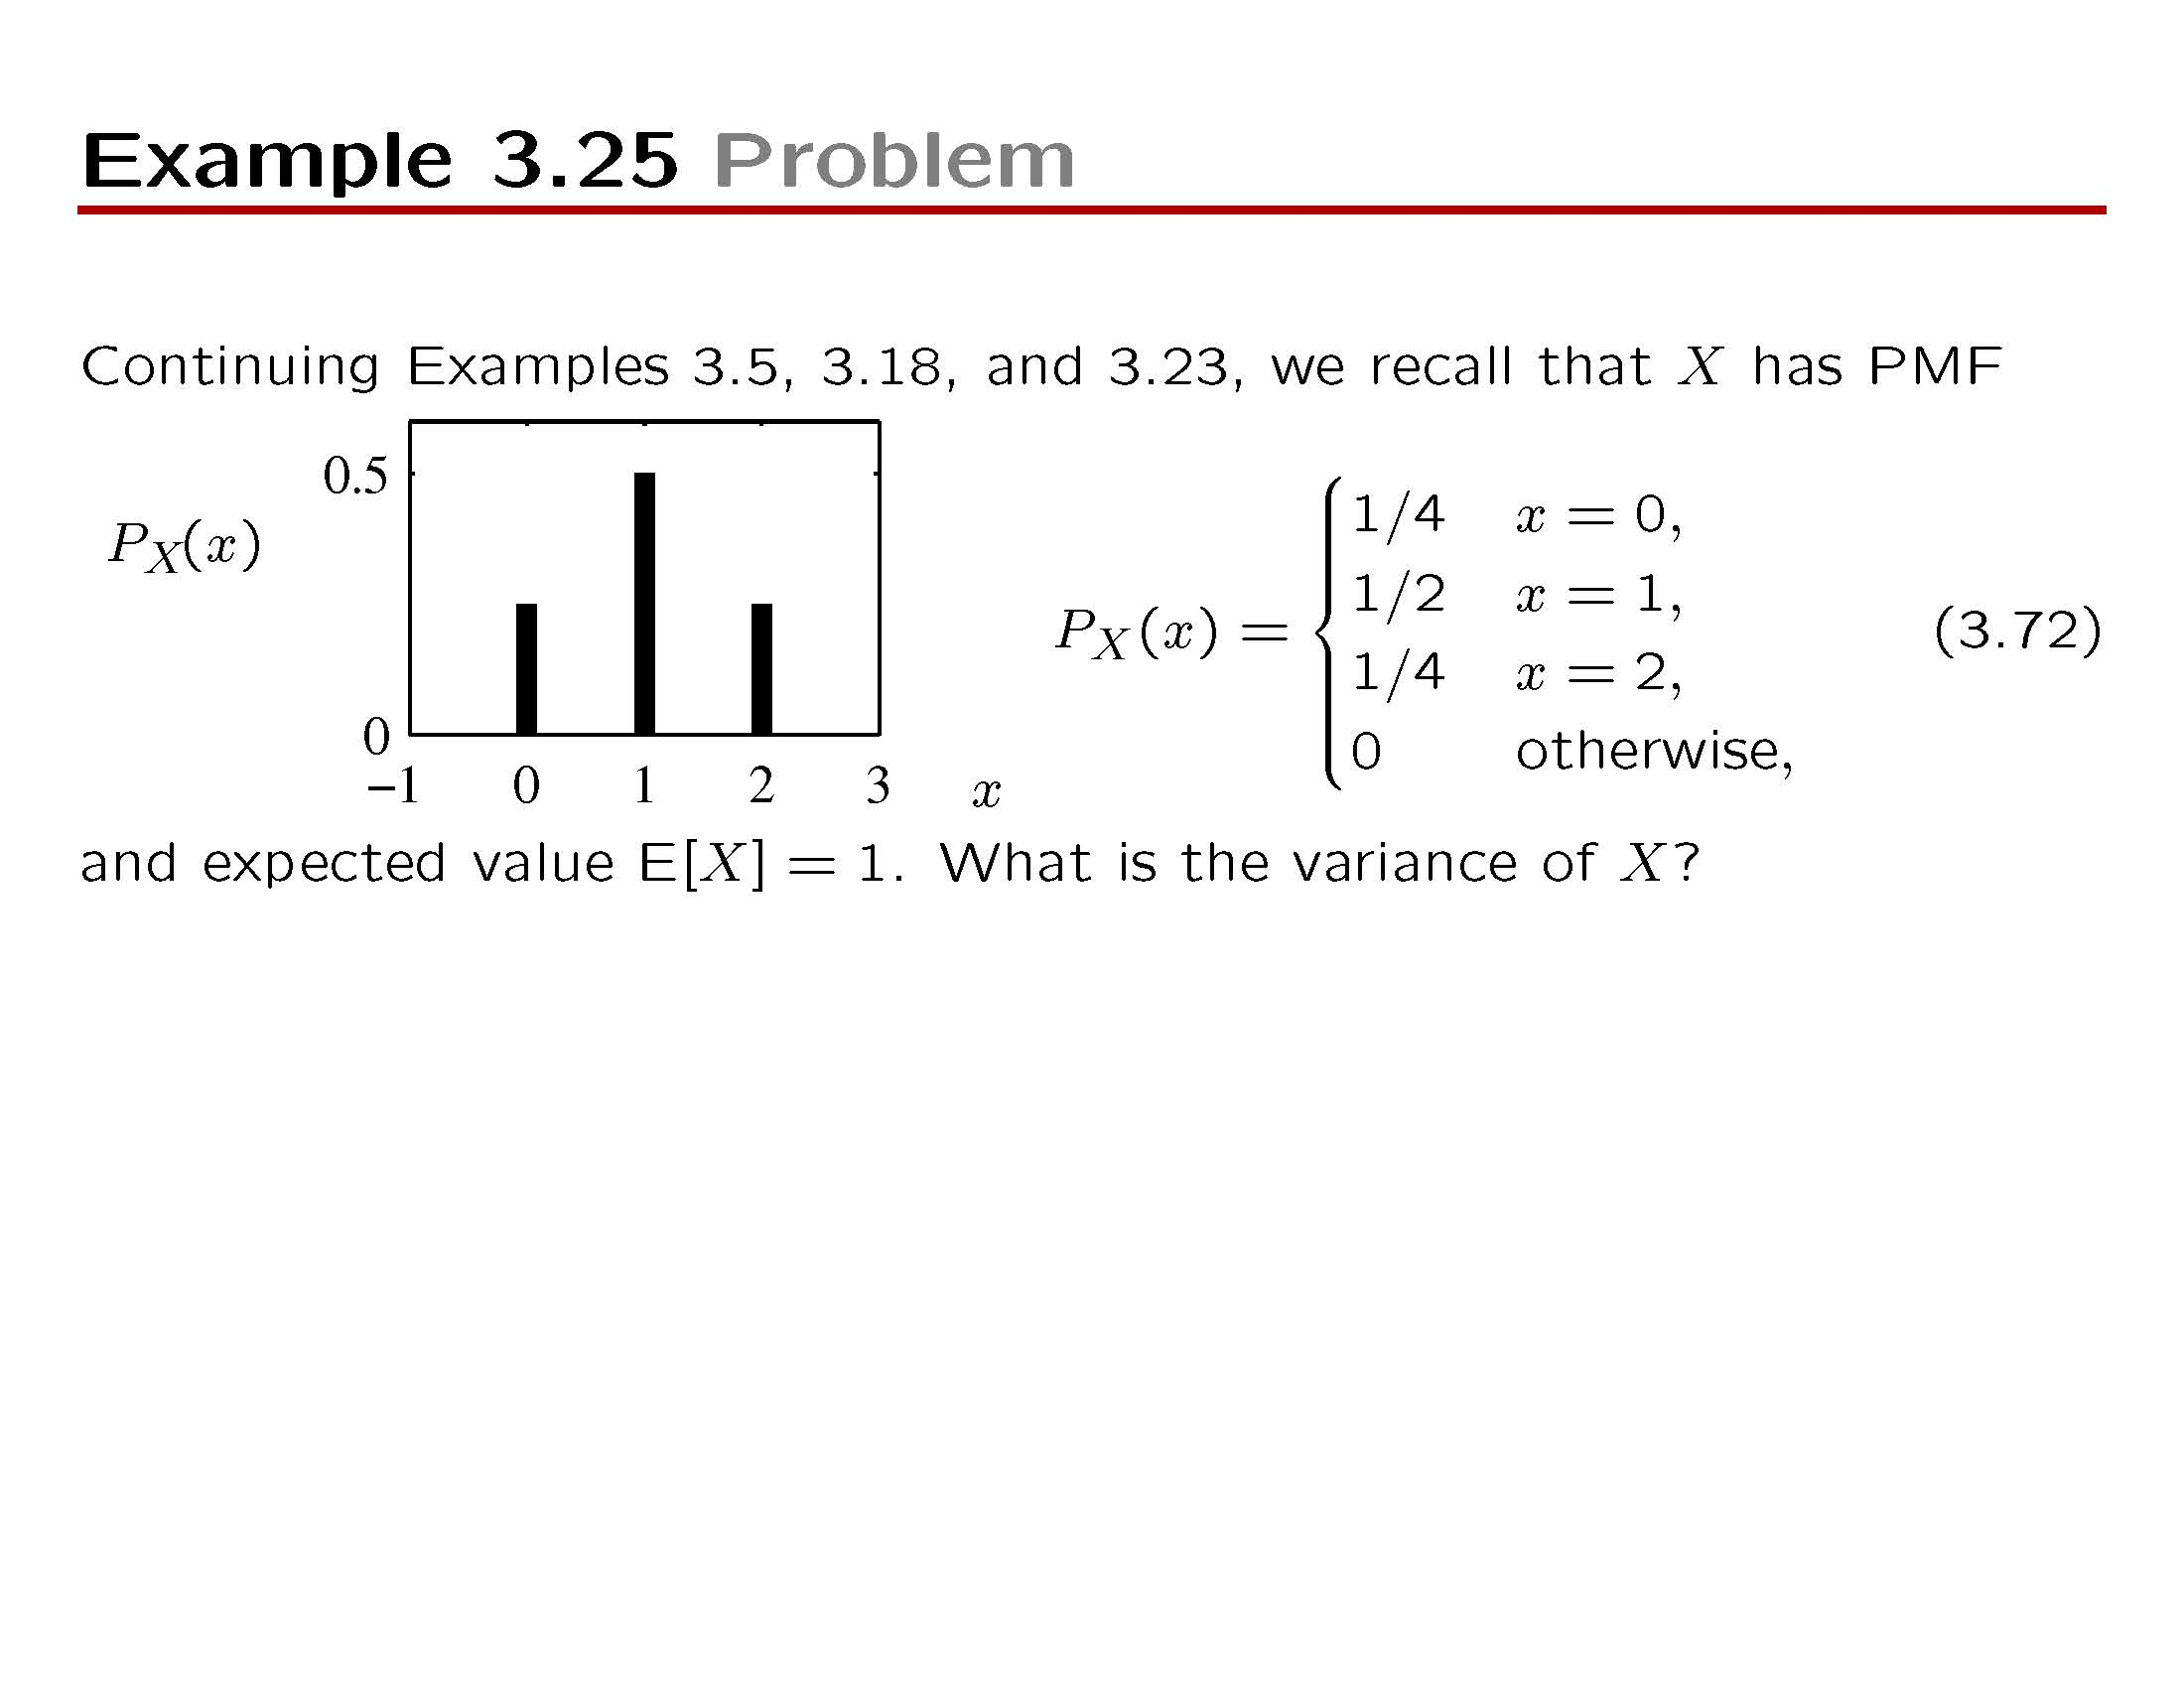 Example 3.25 Problem
Continuing Examples 3.5, 3.18, and 3.23, we recall that X has PMF
0.5
P_X(x)
0
−1 0 1 2 3 x
P_X(x) = { 1/4 x = 0,
1/2 x = 1,
1/4 x = 2,
0 otherwise,
(3.72)
and expected value E[X] = 1. What is the variance of X?